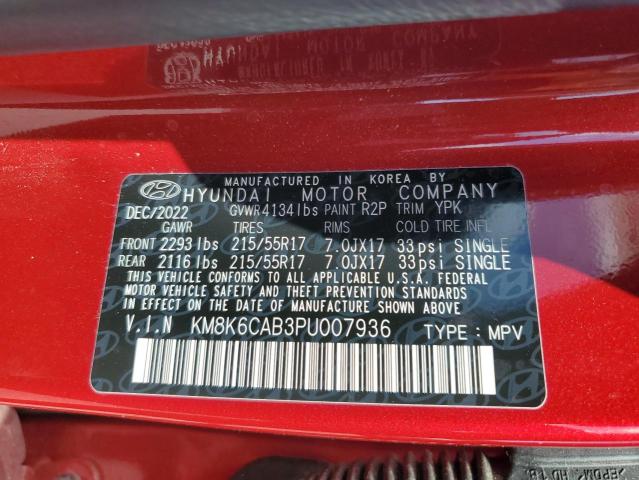 MANUFACTURED IN KOREA BY
HYUNDAI MOTOR COMPANY
DEC/2022 GVWR 4134 lbs PAINT R2P TRIM YPK
GAWR TIRES RIMS COLD TIRE INFL
FRONT 2293 lbs 215/55R17 7.0JX17 33psi SINGLE
REAR 2116 lbs 215/55R17 7.0JX17 33psi SINGLE
THIS VEHICLE CONFORMS TO ALL APPLICABLE U.S.A. FEDERAL
MOTOR VEHICLE SAFETY AND THEFT PREVENTION STANDARDS
IN EFFECT ON THE DATE OF MANUFACTURE SHOWN ABOVE.
V.I.N KM8K6CAB3PU007936 TYPE : MPV